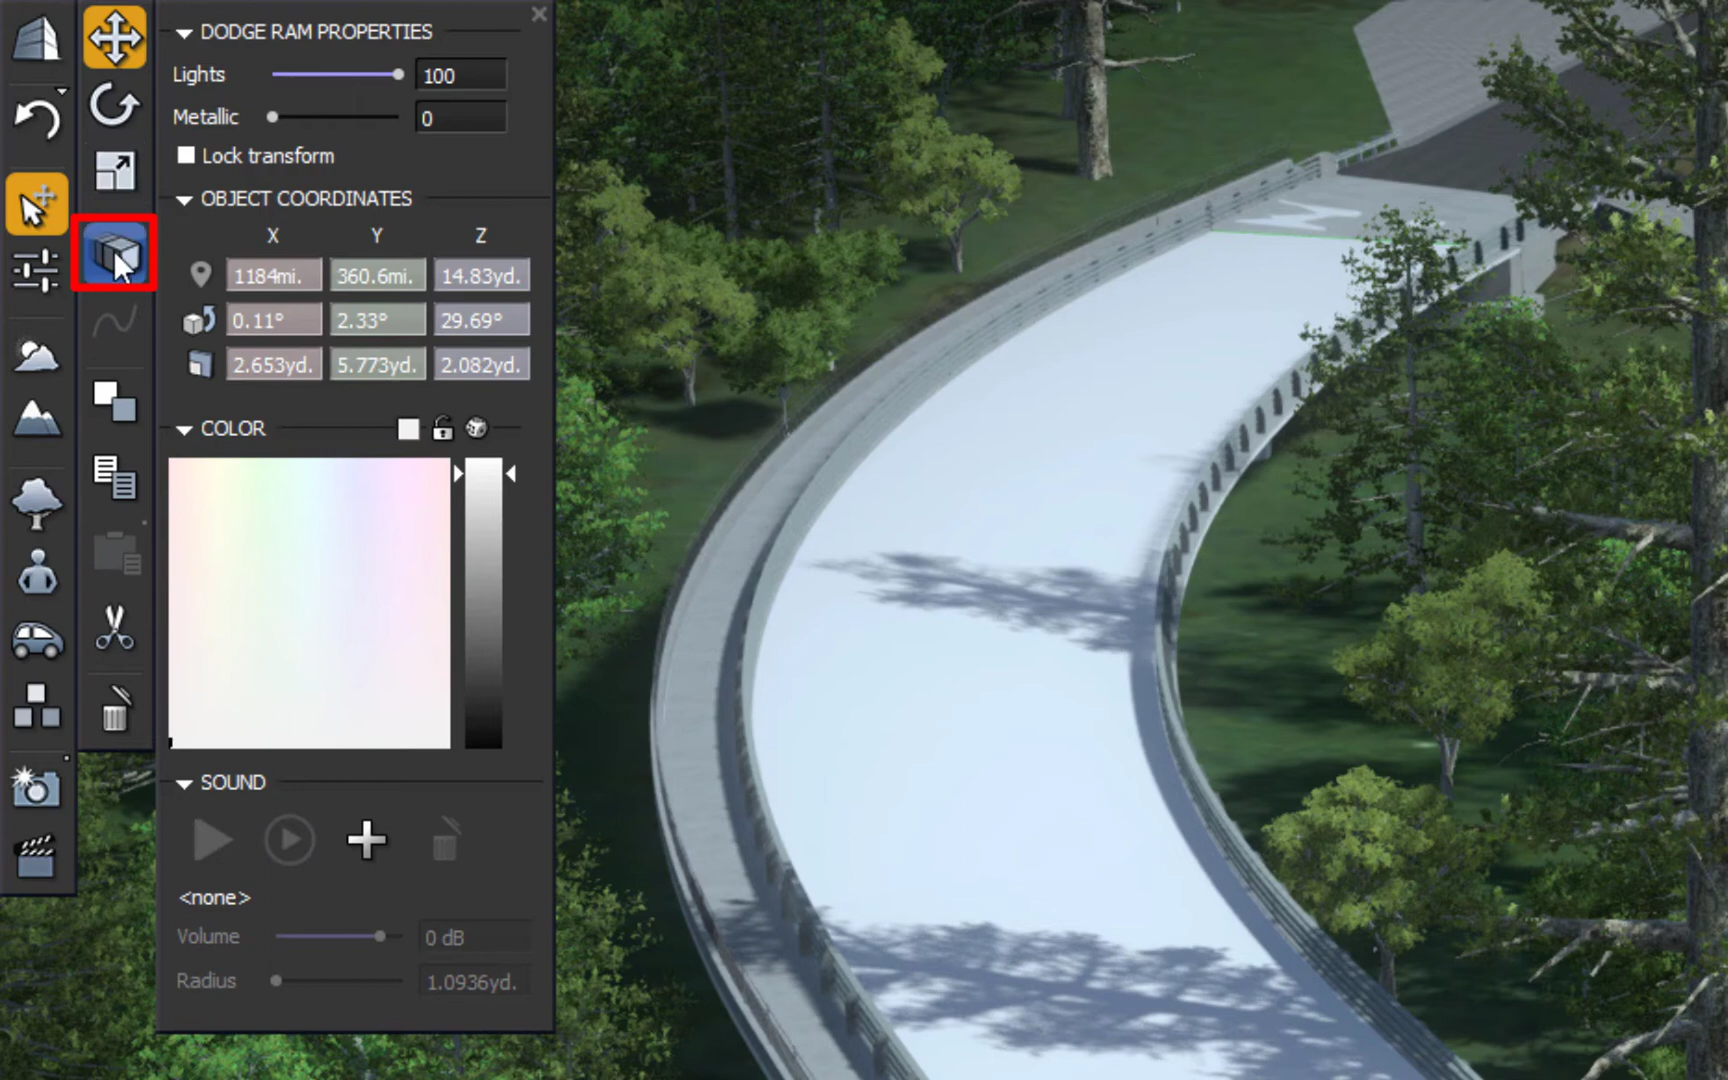 DODGE RAM PROPERTIES
Lights 100
Metallic 0
Lock transform
OBJECT COORDINATES
X Y Z
1184mi. 360.6mi. 14.83yd.
0.11° 2.33° 29.69°
2.653yd. 5.773yd. 2.082yd.
COLOR
SOUND
<none>
Volume 0 dB
Radius 1.0936yd.